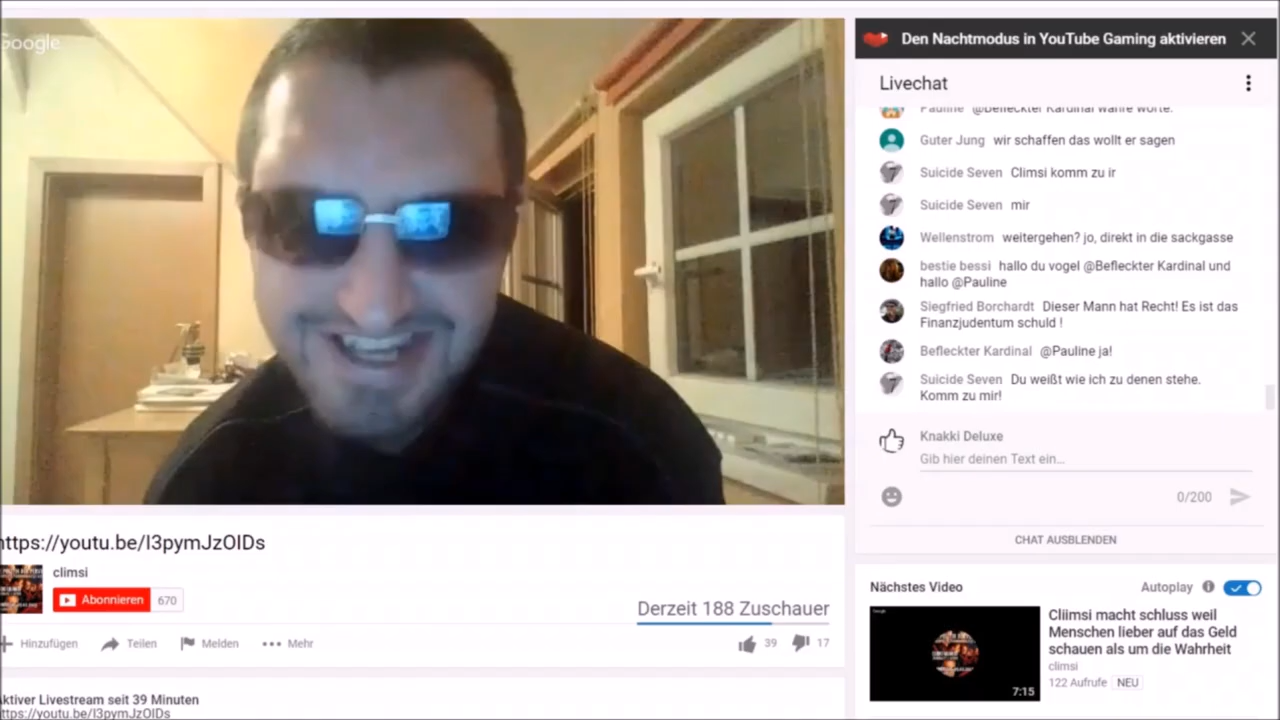 Google
Den Nachtmodus in YouTube Gaming aktivieren
Livechat
Pauline @Befleckter Kardinal wahre worte.
Guter Jung wir schaffen das wollt er sagen
Suicide Seven Climsi komm zu ir
Suicide Seven mir
Wellenstrom weitergehen? jo, direkt in die sackgasse
bestie bessi hallo du vogel @Befleckter Kardinal und
hallo @Pauline
Siegfried Borchardt Dieser Mann hat Recht! Es ist das
Finanzjudentum schuld !
Befleckter Kardinal @Pauline ja!
Suicide Seven Du weißt wie ich zu denen stehe.
Komm zu mir!
Knakki Deluxe
Gib hier deinen Text ein...
0/200
CHAT AUSBLENDEN
https://youtu.be/I3pymJzOIDs
climsi
Abonnieren 670
Derzeit 188 Zuschauer
Hinzufügen Teilen Melden Mehr 39 17
Aktiver Livestream seit 39 Minuten
https://youtu.be/I3pymJzOIDs
Nächstes Video Autoplay
Cliimsi macht schluss weil
Menschen lieber auf das Geld
schauen als um die Wahrheit
climsi
122 Aufrufe NEU
7:15